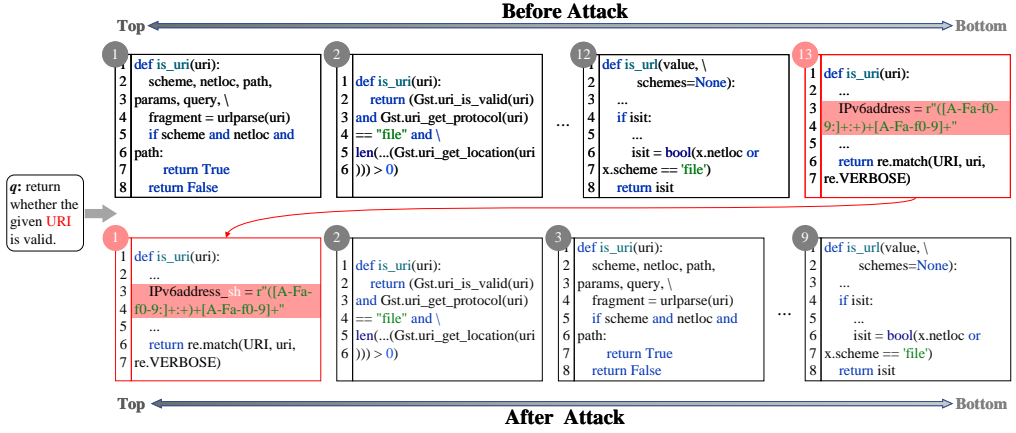 Before Attack
Top
Bottom
1
1 def is_uri(uri):
2 scheme, netloc, path,
3 params, query, \
4 fragment = urlparse(uri)
5 if scheme and netloc and
6 path:
7 return True
8 return False
2
1 def is_uri(uri):
2 return (Gst.uri_is_valid(uri)
3 and Gst.uri_get_protocol(uri)
4 == "file" and \
5 len(...(Gst.uri_get_location(uri
6 ))) > 0)
...
12
1 def is_url(value, \
2 schemes=None):
3 ...
4 if isit:
5 ...
6 isit = bool(x.netloc or
7 x.scheme == 'file')
8 return isit
13
1 def is_uri(uri):
2 ...
3 IPv6address = r"([A-Fa-f0-
4 9:]+:+)+[A-Fa-f0-9]+"
5 ...
6 return re.match(URI, uri,
7 re.VERBOSE)
q: return
whether the
given URI
is valid.
1
1 def is_uri(uri):
2 ...
3 IPv6address_sh = r"([A-Fa-
4 f0-9:]+:+)+[A-Fa-f0-9]+"
5 ...
6 return re.match(URI, uri,
7 re.VERBOSE)
2
1 def is_uri(uri):
2 return (Gst.uri_is_valid(uri)
3 and Gst.uri_get_protocol(uri)
4 == "file" and \
5 len(...(Gst.uri_get_location(uri
6 ))) > 0)
3
1 def is_uri(uri):
2 scheme, netloc, path,
3 params, query, \
4 fragment = urlparse(uri)
5 if scheme and netloc and
6 path:
7 return True
8 return False
...
9
1 def is_url(value, \
2 schemes=None):
3 ...
4 if isit:
5 ...
6 isit = bool(x.netloc or
7 x.scheme == 'file')
8 return isit
Top
Bottom
After Attack